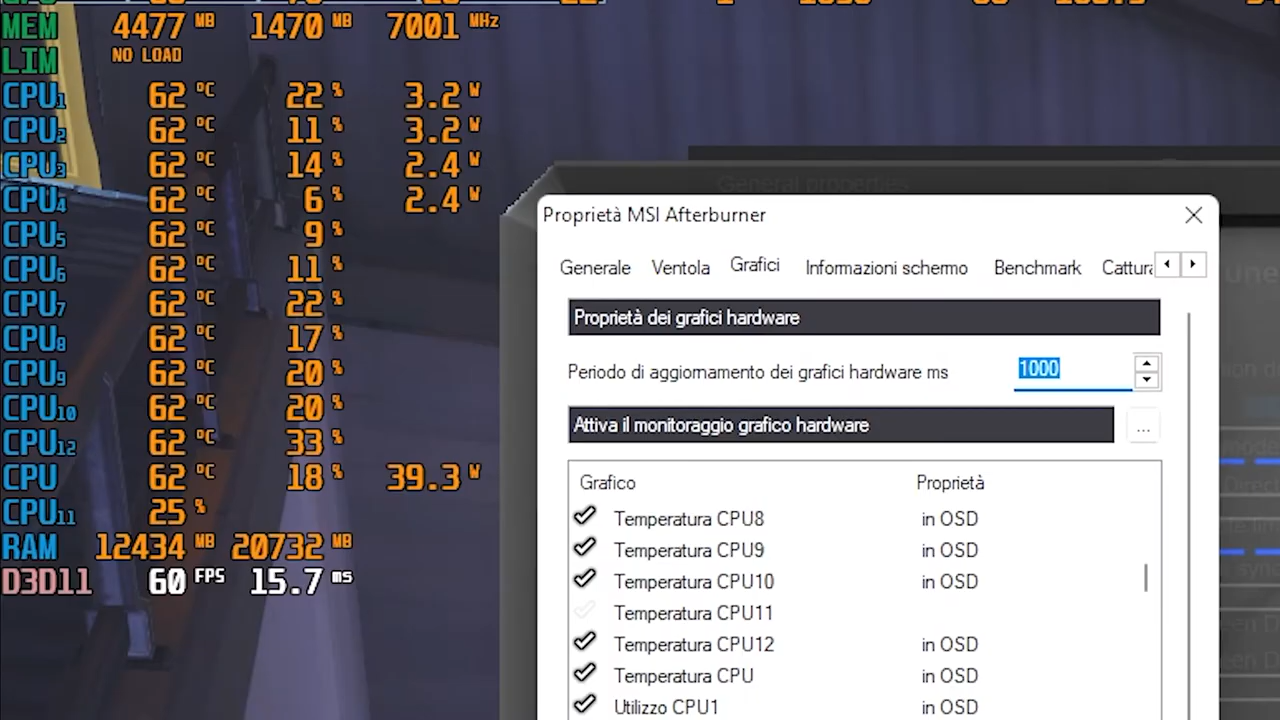 MEM 4477 MB 1470 MB 7001 MHz
LIM NO LOAD
CPU1 62 °C 22 % 3.2 W
CPU2 62 °C 11 % 3.2 W
CPU3 62 °C 14 % 2.4 W
CPU4 62 °C 6 % 2.4 W
CPU5 62 °C 9 %
CPU6 62 °C 11 %
CPU7 62 °C 22 %
CPU8 62 °C 17 %
CPU9 62 °C 20 %
CPU10 62 °C 20 %
CPU12 62 °C 33 %
CPU 62 °C 18 % 39.3 W
CPU11 25 %
RAM 12434 MB 20732 MB
D3D11 60 FPS 15.7 ms
General properties
Proprietà MSI Afterburner
Generale Ventola Grafici Informazioni schermo Benchmark Cattura
Proprietà dei grafici hardware
Periodo di aggiornamento dei grafici hardware ms 1000
Attiva il monitoraggio grafico hardware ...
Grafico Proprietà
Temperatura CPU8 in OSD
Temperatura CPU9 in OSD
Temperatura CPU10 in OSD
Temperatura CPU11
Temperatura CPU12 in OSD
Temperatura CPU in OSD
Utilizzo CPU1 in OSD